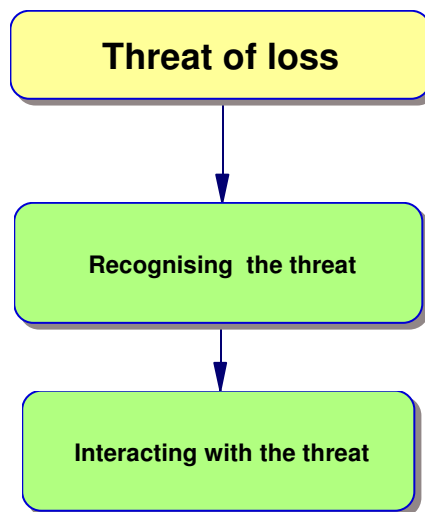 Threat of loss
Recognising  the threat
Interacting with the threat